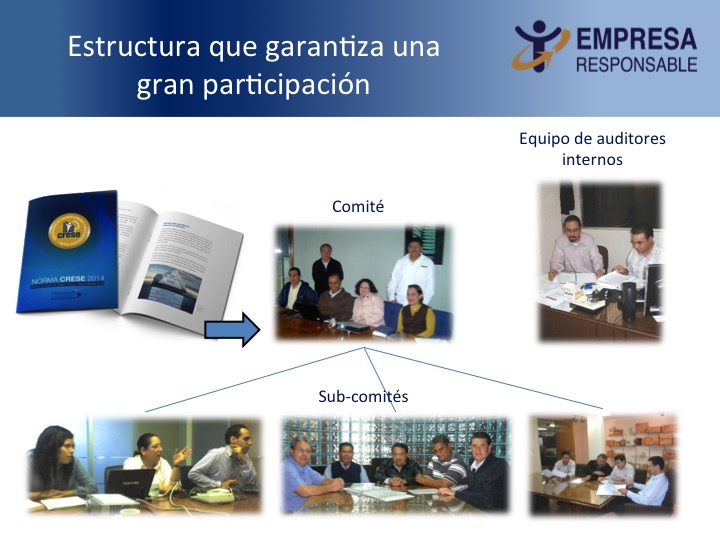 Estructura que garantiza una
gran participación
EMPRESA
RESPONSABLE
Equipo de auditores
internos
Comité
crese
NORMA CRESE 2014
Sub-comités